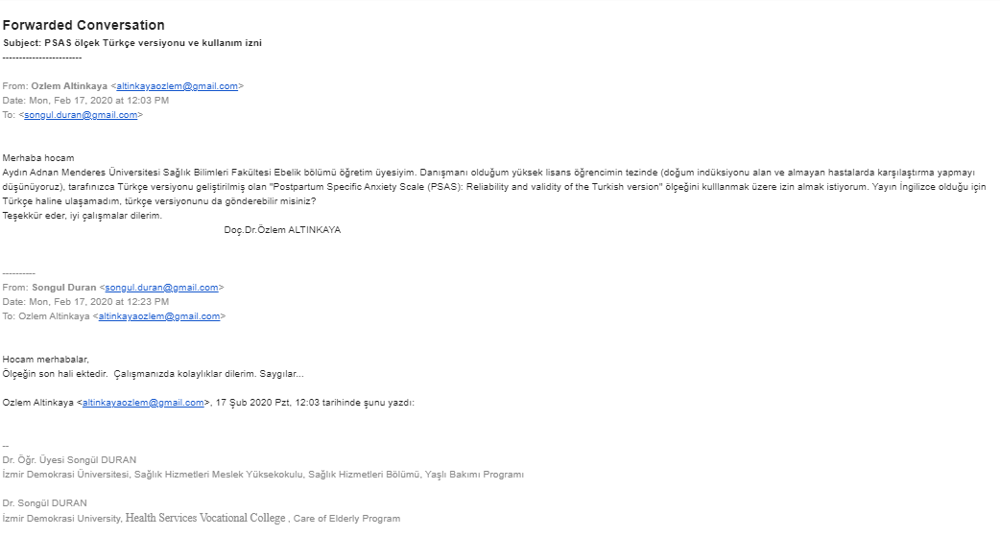 Forwarded Conversation
Subject: PSAS ölçek Türkçe versiyonu ve kullanım izni
------------------------
From: Ozlem Altinkaya <altinkayaozlem@gmail.com>
Date: Mon, Feb 17, 2020 at 12:03 PM
To: <songul.duran@gmail.com>
Merhaba hocam
Aydın Adnan Menderes Üniversitesi Sağlık Bilimleri Fakültesi Ebelik bölümü öğretim üyesiyim. Danışmanı olduğum yüksek lisans öğrencimin tezinde (doğum indüksiyonu alan ve almayan hastalarda karşılaştırma yapmayı
düşünüyoruz), tarafınızca Türkçe versiyonu geliştirilmiş olan "Postpartum Specific Anxiety Scale (PSAS): Reliability and validity of the Turkish version" ölçeğini kulllanmak üzere izin almak istiyorum. Yayın İngilizce olduğu için
Türkçe haline ulaşamadım, türkçe versiyonunu da gönderebilir misiniz?
Teşekkür eder, iyi çalışmalar dilerim.
Doç.Dr.Özlem ALTINKAYA
----------
From: Songul Duran <songul.duran@gmail.com>
Date: Mon, Feb 17, 2020 at 12:23 PM
To: Ozlem Altinkaya <altinkayaozlem@gmail.com>
Hocam merhabalar,
Ölçeğin son hali ektedir.  Çalışmanızda kolaylıklar dilerim. Saygılar...
Ozlem Altinkaya <altinkayaozlem@gmail.com>, 17 Şub 2020 Pzt, 12:03 tarihinde şunu yazdı:
--
Dr. Öğr. Üyesi Songül DURAN
İzmir Demokrasi Üniversitesi, Sağlık Hizmetleri Meslek Yüksekokulu, Sağlık Hizmetleri Bölümü, Yaşlı Bakımı Programı
Dr. Songül DURAN
İzmir Demokrasi University, Health Services Vocational College , Care of Elderly Program